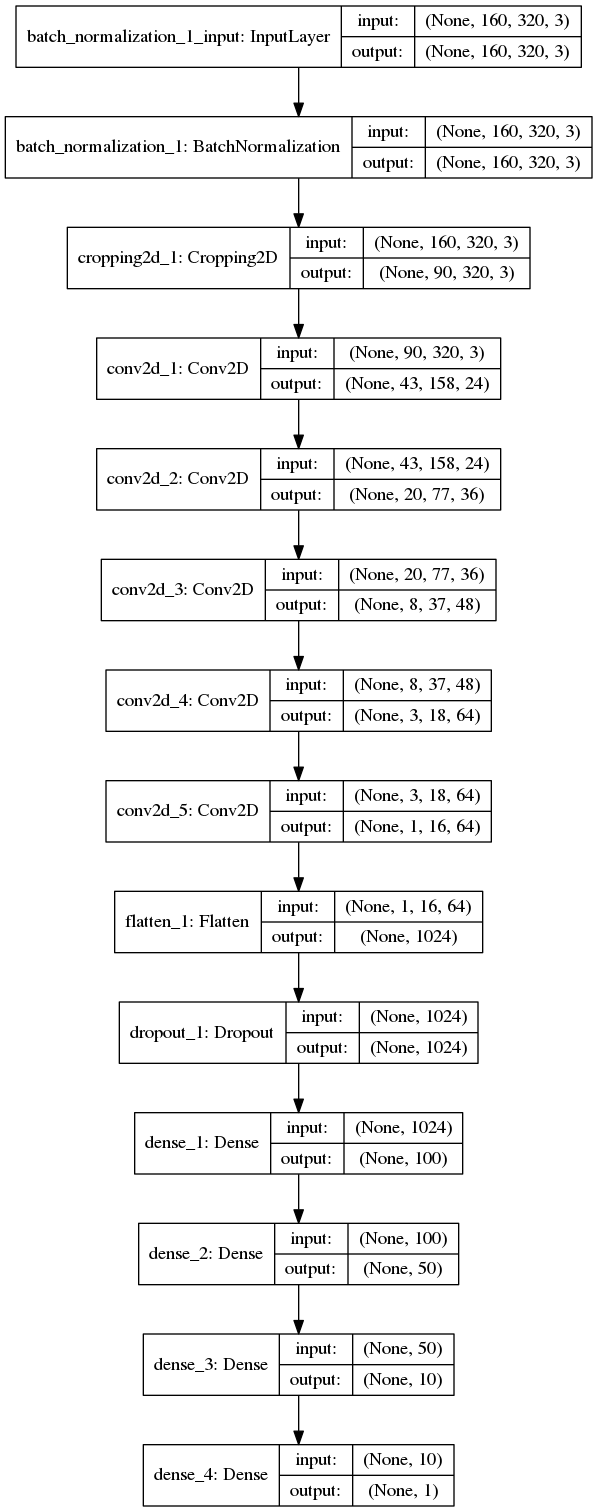 batch_normalization_1_input: InputLayer
input: (None, 160, 320, 3)
output: (None, 160, 320, 3)
batch_normalization_1: BatchNormalization
input: (None, 160, 320, 3)
output: (None, 160, 320, 3)
cropping2d_1: Cropping2D
input: (None, 160, 320, 3)
output: (None, 90, 320, 3)
conv2d_1: Conv2D
input: (None, 90, 320, 3)
output: (None, 43, 158, 24)
conv2d_2: Conv2D
input: (None, 43, 158, 24)
output: (None, 20, 77, 36)
conv2d_3: Conv2D
input: (None, 20, 77, 36)
output: (None, 8, 37, 48)
conv2d_4: Conv2D
input: (None, 8, 37, 48)
output: (None, 3, 18, 64)
conv2d_5: Conv2D
input: (None, 3, 18, 64)
output: (None, 1, 16, 64)
flatten_1: Flatten
input: (None, 1, 16, 64)
output: (None, 1024)
dropout_1: Dropout
input: (None, 1024)
output: (None, 1024)
dense_1: Dense
input: (None, 1024)
output: (None, 100)
dense_2: Dense
input: (None, 100)
output: (None, 50)
dense_3: Dense
input: (None, 50)
output: (None, 10)
dense_4: Dense
input: (None, 10)
output: (None, 1)